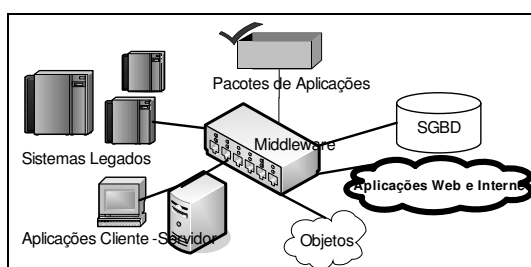 Pacotes de Aplicações
SGBD
Middleware
Sistemas Legados
Aplicações Web e Interne
Aplicações Cliente -Servidor
Objetos